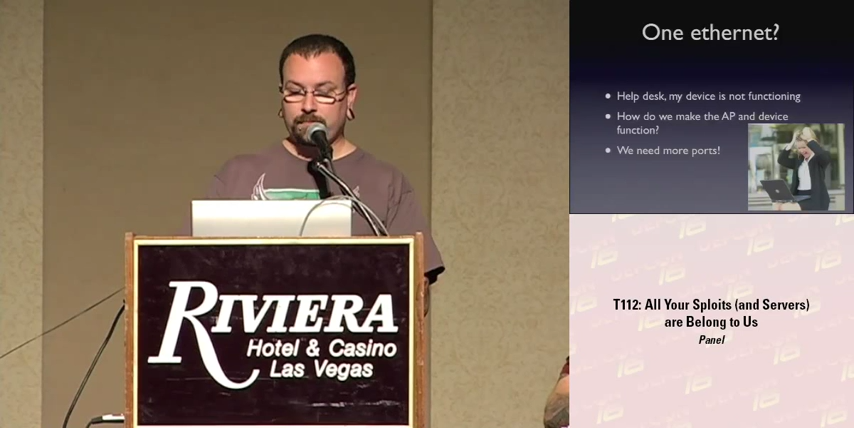 One ethernet?
Help desk, my device is not functioning
How do we make the AP and device
function?
We need more ports!
RIVIERA
Hotel & Casino
Las Vegas
T112: All Your Sploits (and Servers)
are Belong to Us
Panel